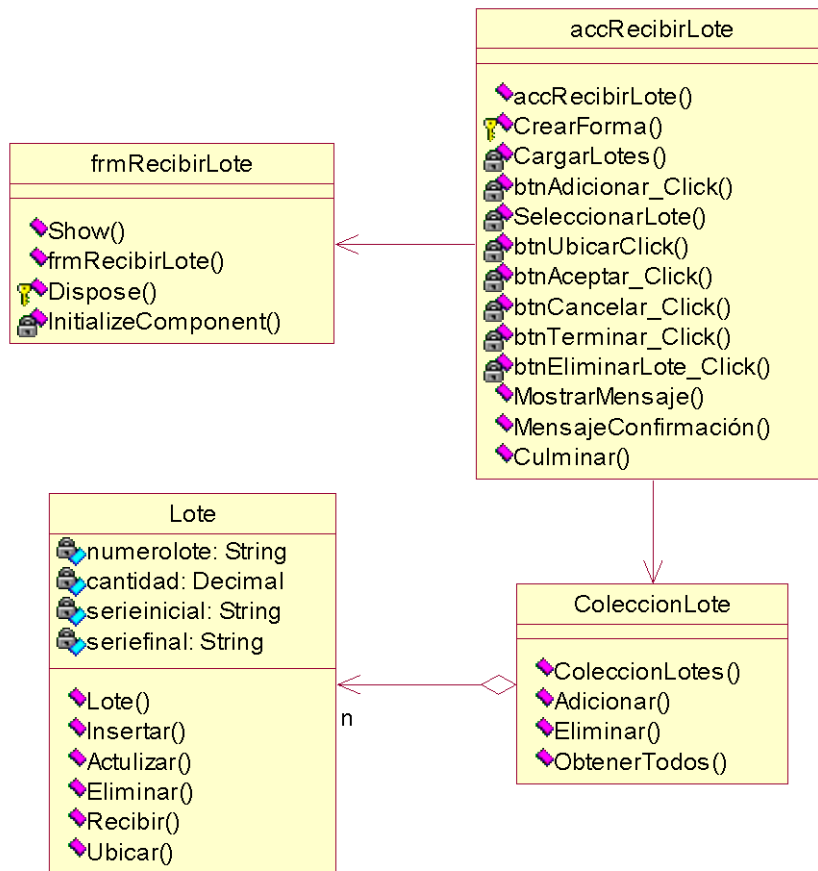 accRecibirLote
accRecibirLote()
CrearForma()
CargarLotes()
btnAdicionar_Click()
SeleccionarLote()
btnUbicarClick()
btnAceptar_Click()
btnCancelar_Click()
btnTerminar_Click()
btnEliminarLote_Click()
MostrarMensaje()
MensajeConfirmación()
Culminar()
frmRecibirLote
Show()
frmRecibirLote()
Dispose()
InitializeComponent()
Lote
numerolote: String
cantidad: Decimal
serieinicial: String
seriefinal: String
Lote()
Insertar()
Actulizar()
Eliminar()
Recibir()
Ubicar()
n
ColeccionLote
ColeccionLotes()
Adicionar()
Eliminar()
ObtenerTodos()